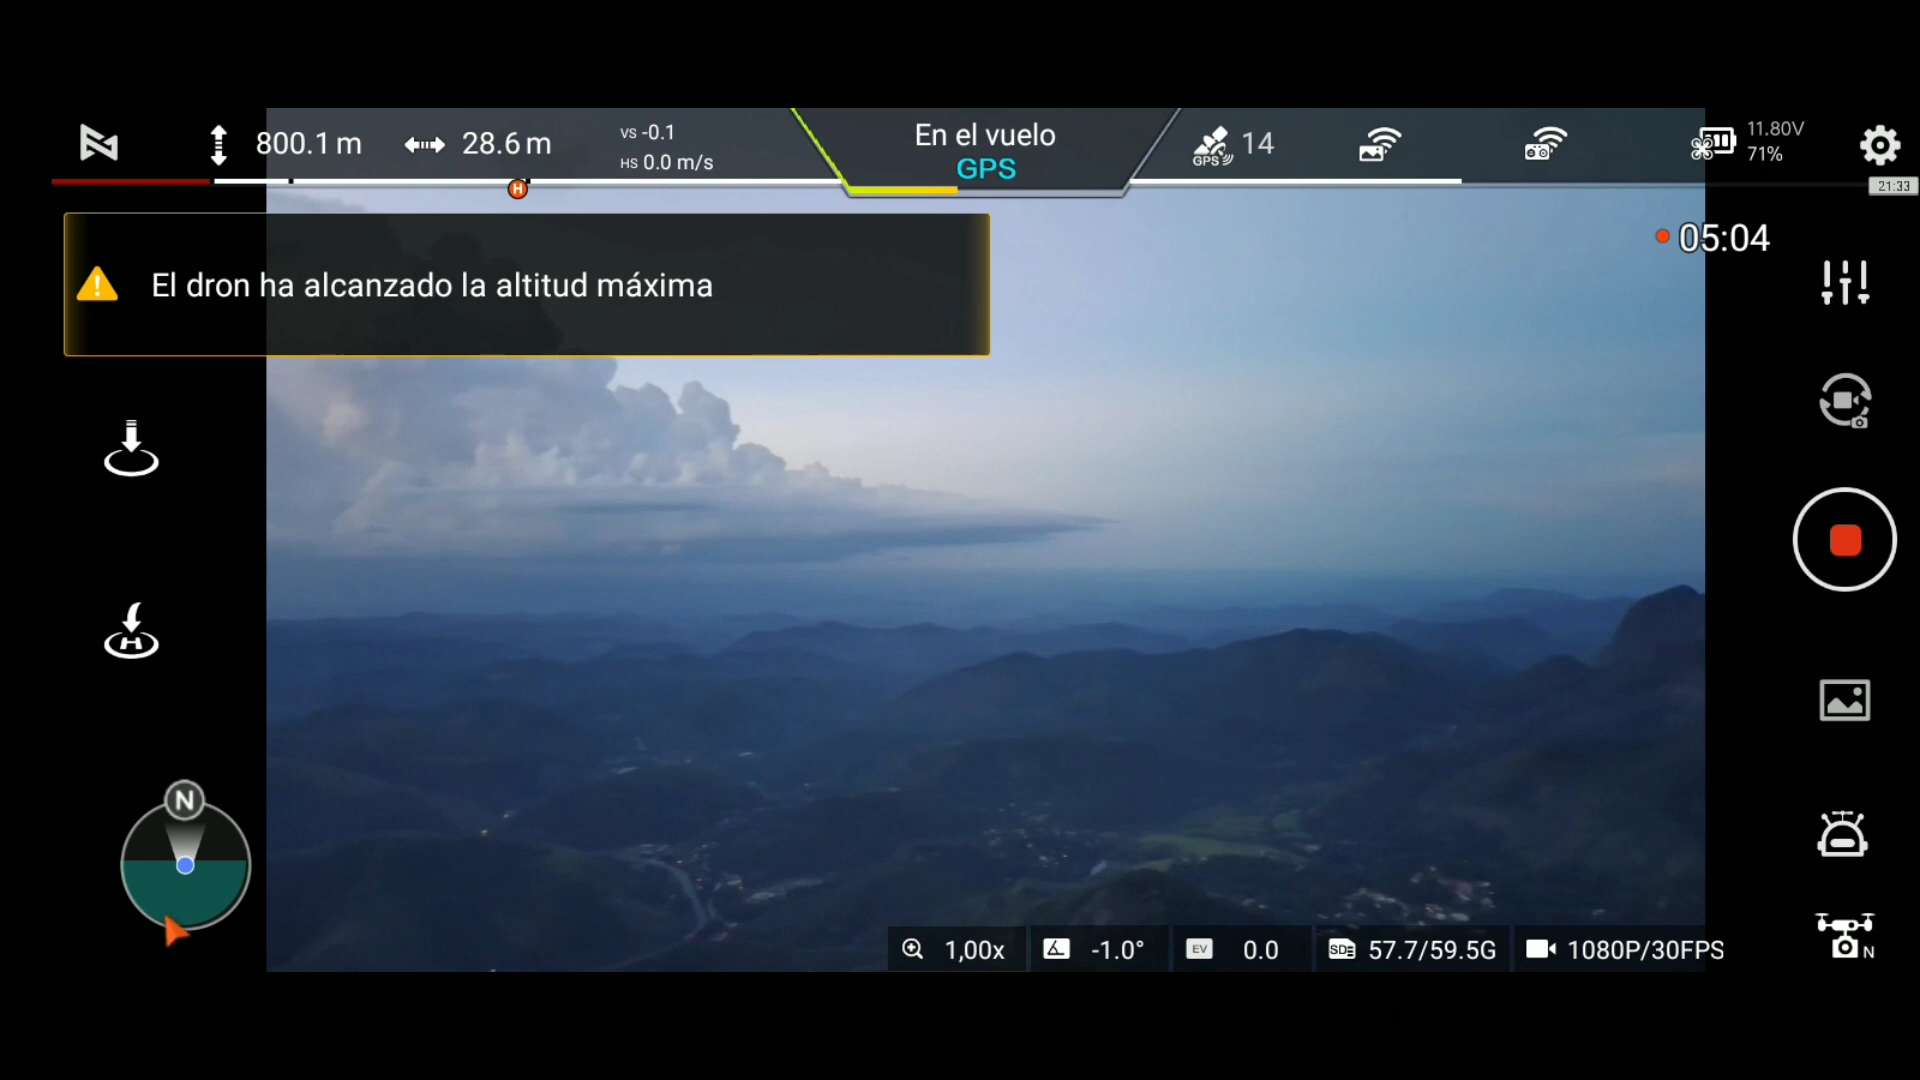 800.1 m
28.6 m
VS -0.1
HS 0.0 m/s
En el vuelo
GPS
GPS
14
11.80V
71%
21:33
H
05:04
El dron ha alcanzado la altitud máxima
H
N
1,00x
-1.0°
EV 0.0
SD 57.7/59.5G
1080P/30FPS
N